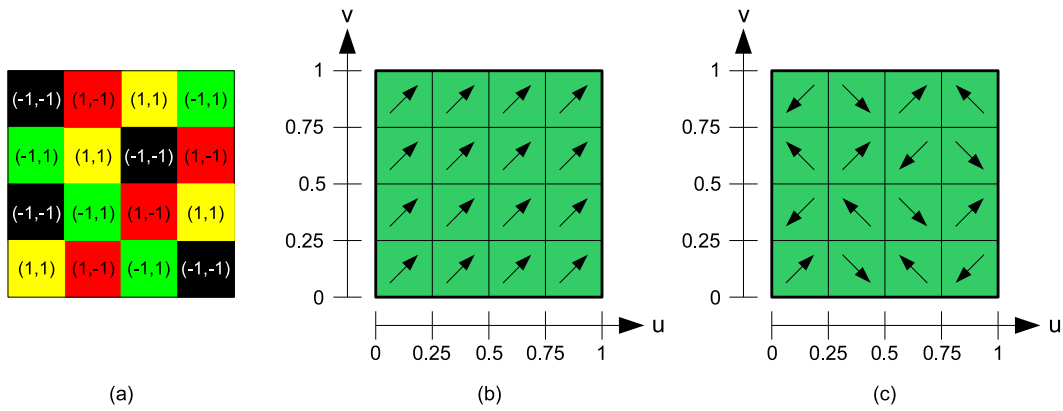 (-1,-1) (1,-1) (1,1) (-1,1)
(-1,1) (1,1) (-1,-1) (1,-1)
(-1,-1) (-1,1) (1,-1) (1,1)
(1,1) (1,-1) (-1,1) (-1,-1)
(a)
v
1
0.75
0.5
0.25
0
0 0.25 0.5 0.75 1
u
(b)
v
1
0.75
0.5
0.25
0
0 0.25 0.5 0.75 1
u
(c)